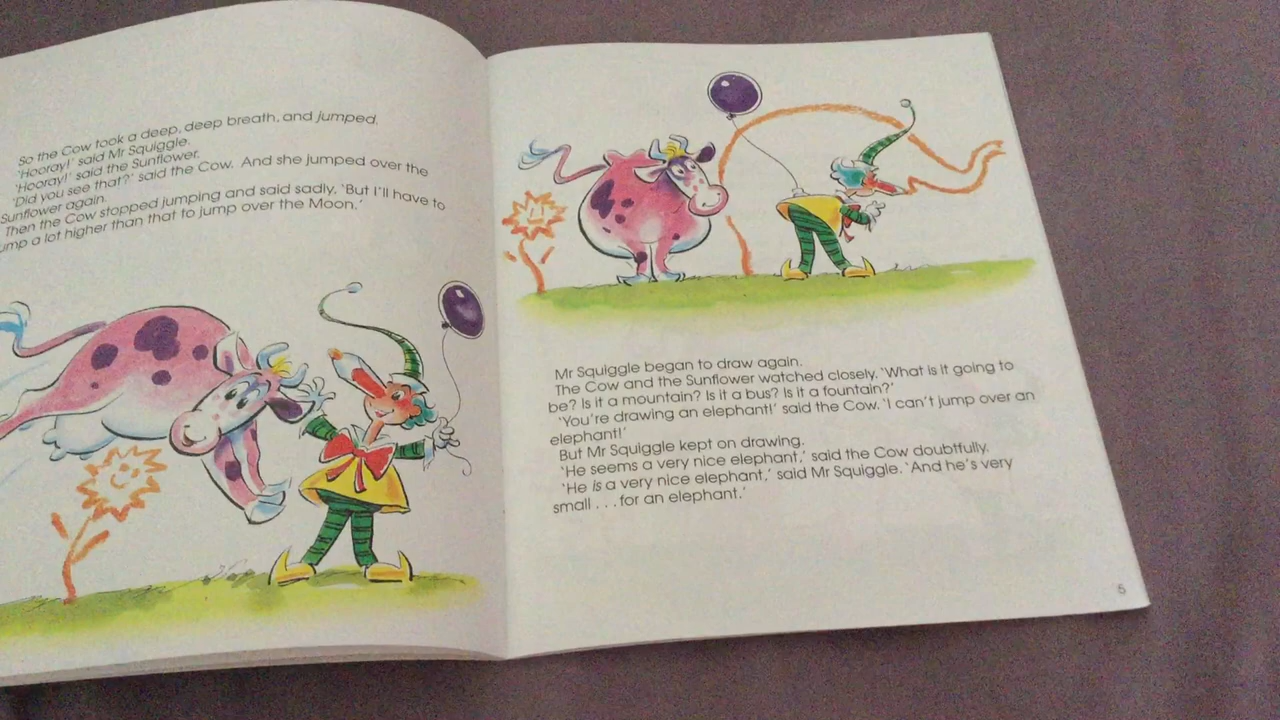 So the Cow took a deep, deep breath, and jumped.
'Hooray!' said Mr Squiggle.
'Hooray!' said the Sunflower.
'Did you see that?' said the Cow. And she jumped over the
Sunflower again.
Then the Cow stopped jumping and said sadly, 'But I'll have to
ump a lot higher than that to jump over the Moon.'
Mr Squiggle began to draw again.
The Cow and the Sunflower watched closely. 'What is it going to
be? Is it a mountain? Is it a bus? Is it a fountain?'
'You're drawing an elephant!' said the Cow. 'I can't jump over an
elephant!'
But Mr Squiggle kept on drawing.
'He seems a very nice elephant,' said the Cow doubtfully.
'He is a very nice elephant,' said Mr Squiggle. 'And he's very
small . . . for an elephant.'
5